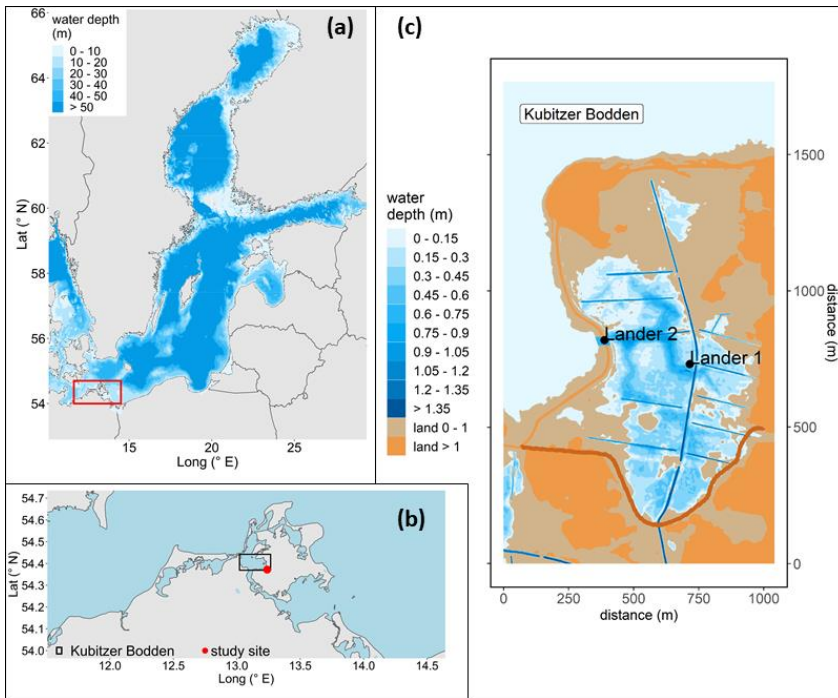 (a)
water depth
(m)
0 - 10
10 - 20
20 - 30
30 - 40
40 - 50
> 50
66
64
62
60
58
56
54
Lat (° N)
15
20
25
Long (° E)
(b)
54.7
54.6
54.5
54.4
54.3
54.2
54.1
54.0
Lat (° N)
Kubitzer Bodden
study site
12.0
12.5
13.0
13.5
14.0
14.5
Long (° E)
(c)
water
depth (m)
0 - 0.15
0.15 - 0.3
0.3 - 0.45
0.45 - 0.6
0.6 - 0.75
0.75 - 0.9
0.9 - 1.05
1.05 - 1.2
1.2 - 1.35
> 1.35
land 0 - 1
land > 1
Kubitzer Bodden
Lander 2
Lander 1
1500
1000
500
0
distance (m)
0
250
500
750
1000
distance (m)